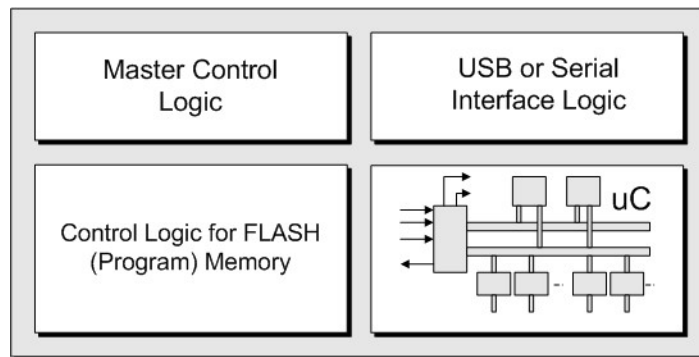 Master Control
Logic
USB or Serial
Interface Logic
Control Logic for FLASH
(Program) Memory
uC